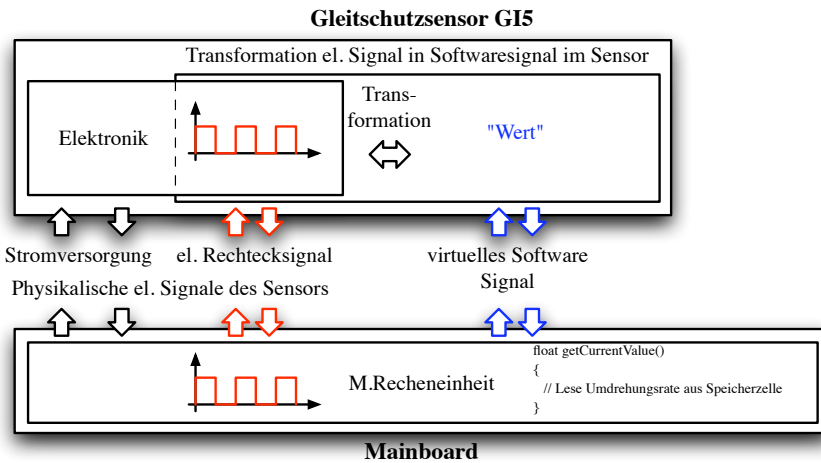 Gleitschutzsensor GI5
Transformation el. Signal in Softwaresignal im Sensor
Elektronik
Trans-
formation
"Wert"
Stromversorgung
el. Rechtecksignal
virtuelles Software
Signal
Physikalische el. Signale des Sensors
M.Recheneinheit
float getCurrentValue()
{
// Lese Umdrehungsrate aus Speicherzelle
}
Mainboard